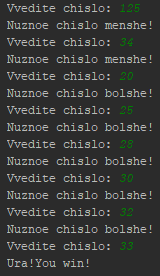 Vvedite chislo: 125
Nuznoe chislo menshe!
Vvedite chislo: 34
Nuznoe chislo menshe!
Vvedite chislo: 20
Nuznoe chislo bolshe!
Vvedite chislo: 25
Nuznoe chislo bolshe!
Vvedite chislo: 28
Nuznoe chislo bolshe!
Vvedite chislo: 30
Nuznoe chislo bolshe!
Vvedite chislo: 32
Nuznoe chislo bolshe!
Vvedite chislo: 33
Ura!You win!